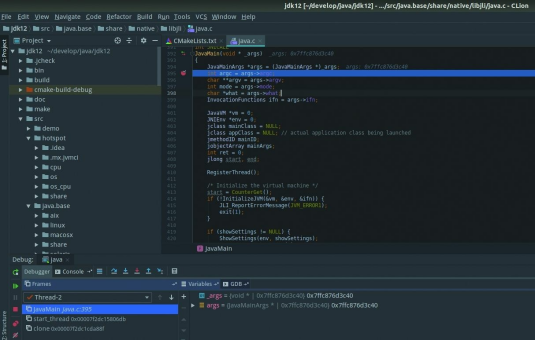 jdk12 [~/develop/java/jdk12] - .../src/java.base/share/native/libjli/java.c - CLion
File Edit View Navigate Code Refactor Build Run Tools VCS Window Help
jdk12 src java.base share native libjli java.c
1: Project
Project
CMakeLists.txt java.c
jdk12 ~/develop/java/jdk12
.jcheck
bin
build
cmake-build-debug
doc
make
src
demo
hotspot
.idea
.mx.jvmci
cpu
os
os_cpu
share
java.base
aix
linux
macosx
share
JavaMain(void * _args) _args: 0x7ffc876d3c40
{
JavaMainArgs *args = (JavaMainArgs *)_args; args: 0x7ffc876d3c40
int argc = args->argc;
char **argv = args->argv;
int mode = args->mode;
char *what = args->what;
InvocationFunctions ifn = args->ifn;
JavaVM *vm = 0;
JNIEnv *env = 0;
jclass mainClass = NULL;
jclass appClass = NULL; // actual application class being launched
jmethodID mainID;
jobjectArray mainArgs;
int ret = 0;
jlong start, end;
RegisterThread();
/* Initialize the virtual machine */
start = CounterGet();
if (!InitializeJVM(&vm, &env, &ifn)) {
JLI_ReportErrorMessage(JVM_ERROR1);
exit(1);
}
if (showSettings != NULL) {
ShowSettings(env, showSettings);
JavaMain
Debug: java
Debugger Console
Frames
Variables GDB
Thread-2
JavaMain java.c:395
start_thread 0x00007f2dc15806db
clone 0x00007f2dc1c6a88f
_args = {void * | 0x7ffc876d3c40} 0x7ffc876d3c40
args = {JavaMainArgs * | 0x7ffc876d3c40} 0x7ffc876d3c40
2: Structure